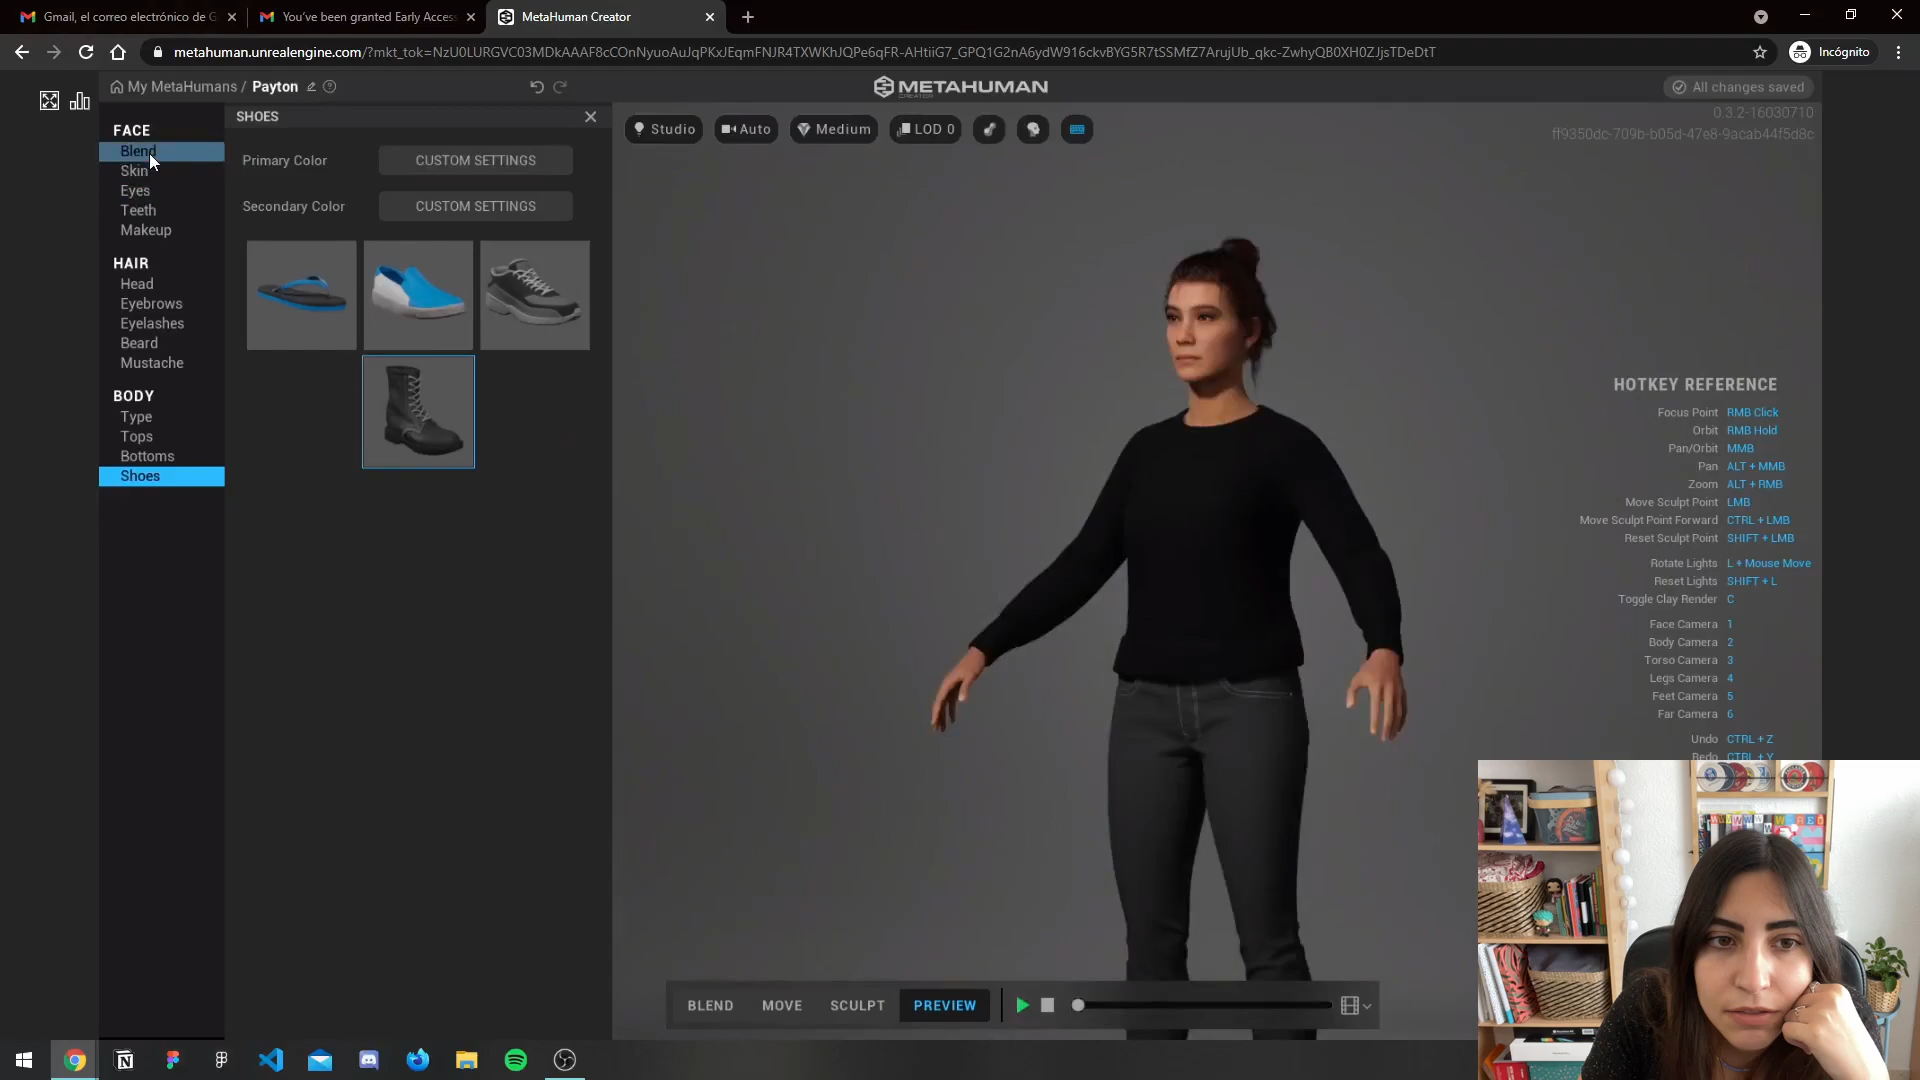 Gmail, el correo electrónico de G
You've been granted Early Acces
MetaHuman Creator
metahuman.unrealengine.com/?mkt_tok=NzU0LURGVC03MDkAAAF8cCOnNyuoAuJqPKxJEqmFNJR4TXWKhJQPe6qFR-AHtiiG7_GPQ1G2nA6ydW916ckvBYG5R7tSSMfZ7ArujUb_qkc-ZwhyQB0XH0ZJjsTDeDtT
Incógnito
My MetaHumans / Payton
METAHUMAN
CREATOR
All changes saved
0.3.2-16030710
ff9350dc-709b-b05d-47e8-9acab44f5d8c
FACE
Blend
Skin
Eyes
Teeth
Makeup
HAIR
Head
Eyebrows
Eyelashes
Beard
Mustache
BODY
Type
Tops
Bottoms
Shoes
SHOES
Primary Color
CUSTOM SETTINGS
Secondary Color
CUSTOM SETTINGS
Studio
Auto
Medium
LOD 0
HOTKEY REFERENCE
Focus Point RMB Click
Orbit RMB Hold
Pan/Orbit MMB
Pan ALT + MMB
Zoom ALT + RMB
Move Sculpt Point LMB
Move Sculpt Point Forward CTRL + LMB
Reset Sculpt Point SHIFT + LMB
Rotate Lights L + Mouse Move
Reset Lights SHIFT + L
Toggle Clay Render C
Face Camera 1
Body Camera 2
Torso Camera 3
Legs Camera 4
Feet Camera 5
Far Camera 6
Undo CTRL + Z
Redo CTRL + Y
BLEND
MOVE
SCULPT
PREVIEW